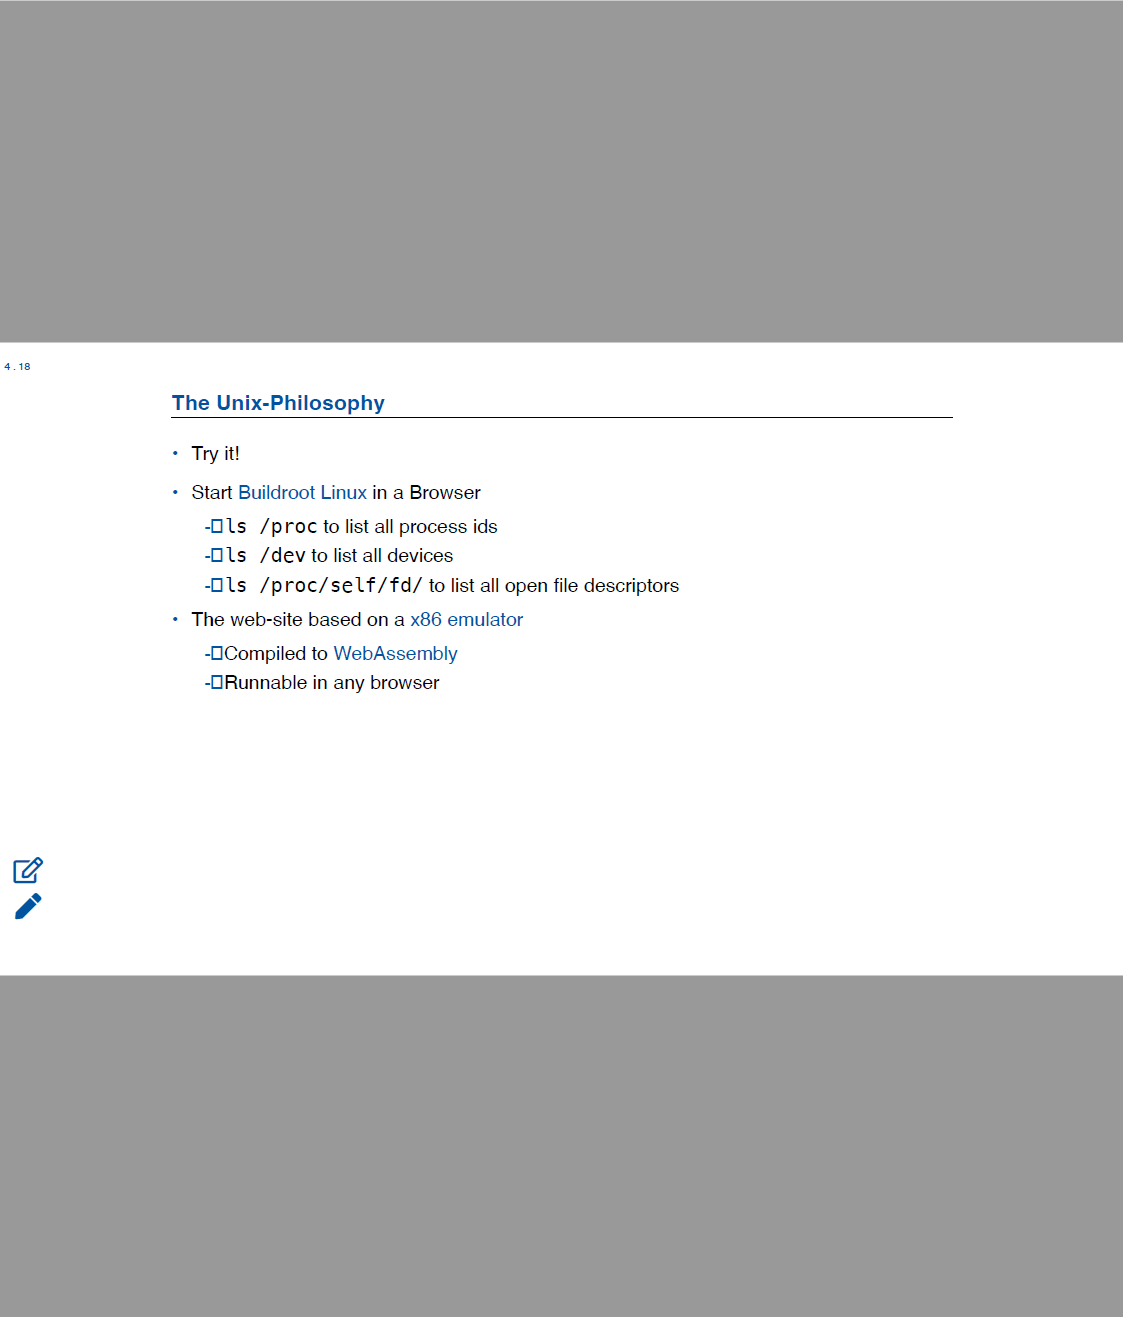 4 . 18
The Unix-Philosophy
• Try it!
• Start Buildroot Linux in a Browser
-□ls /proc to list all process ids
-□ls /dev to list all devices
-□ls /proc/self/fd/ to list all open file descriptors
• The web-site based on a x86 emulator
-□Compiled to WebAssembly
-□Runnable in any browser